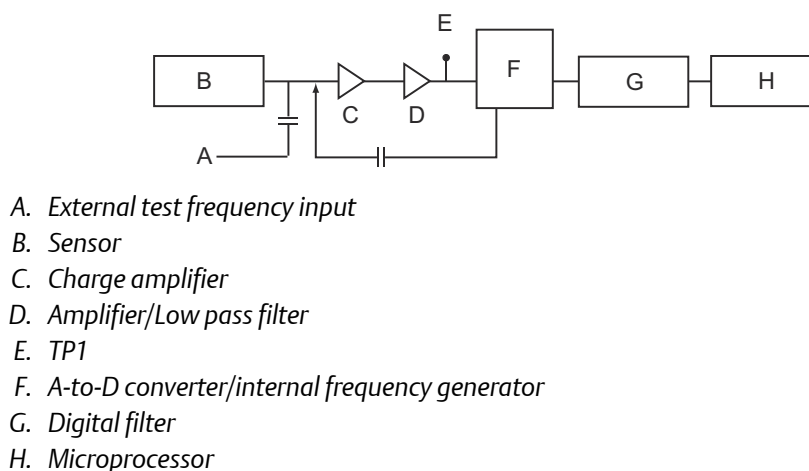 E
B
F
G
H
C
D
A
A. External test frequency input
B. Sensor
C. Charge amplifier
D. Amplifier/Low pass filter
E. TP1
F. A-to-D converter/internal frequency generator
G. Digital filter
H. Microprocessor